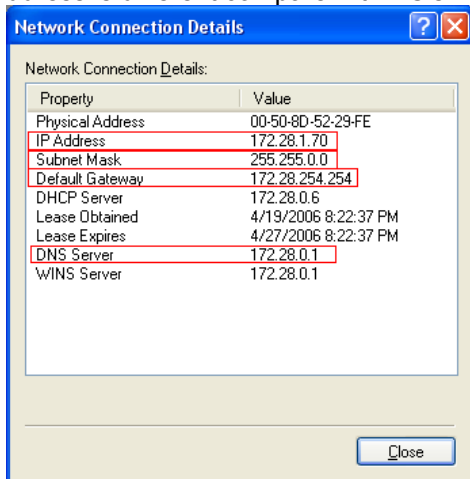 Network Connection Details
Network Connection Details:
Property Value
Physical Address 00-50-8D-52-29-FE
IP Address 172.28.1.70
Subnet Mask 255.255.0.0
Default Gateway 172.28.254.254
DHCP Server 172.28.0.6
Lease Obtained 4/19/2006 8:22:37 PM
Lease Expires 4/27/2006 8:22:37 PM
DNS Server 172.28.0.1
WINS Server 172.28.0.1
Close